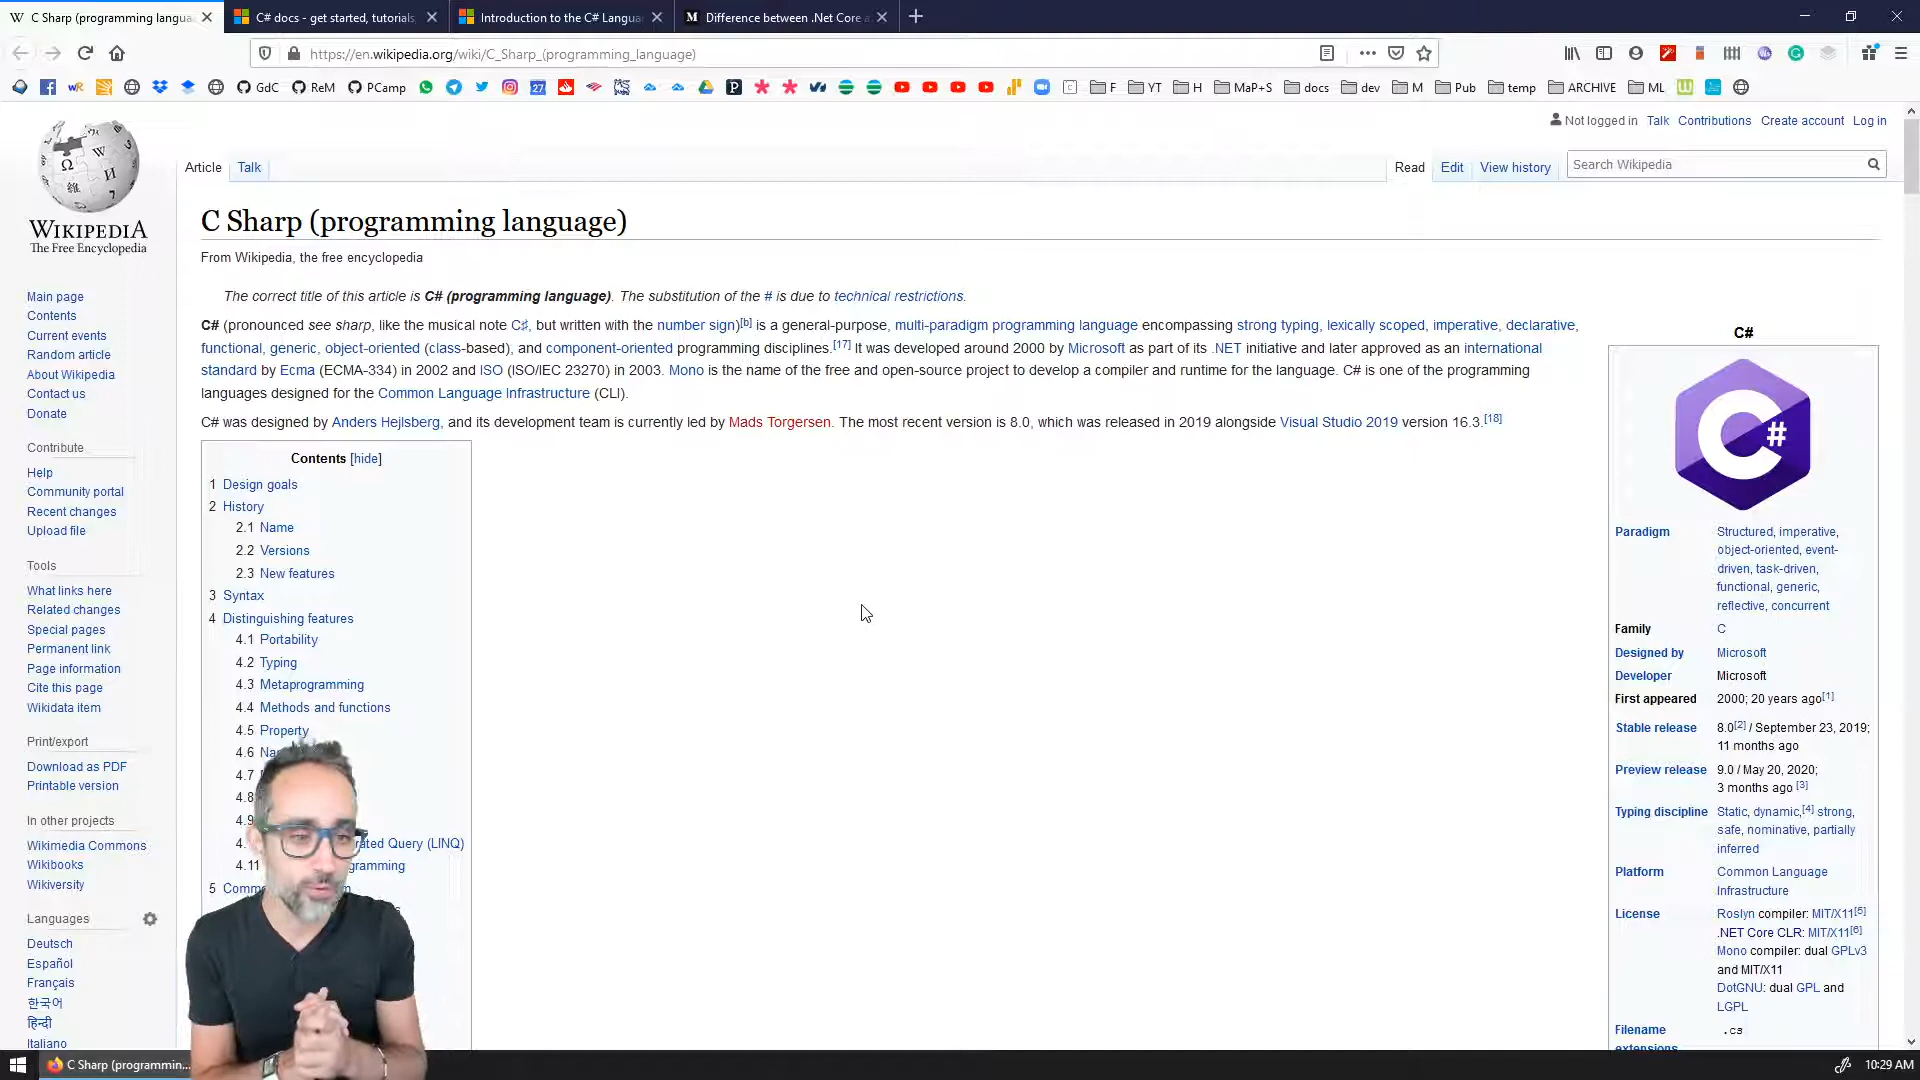 C Sharp (programming langua
C# docs - get started, tutorials,
Introduction to the C# Langua
Difference between .Net Core a
https://en.wikipedia.org/wiki/C_Sharp_(programming_language)
GdC
ReM
PCamp
27
F
YT
H
MaP+S
docs
dev
M
Pub
temp
ARCHIVE
ML
Not logged in Talk Contributions Create account Log in
Article Talk
Read Edit View history Search Wikipedia
WIKIPEDIA
The Free Encyclopedia
Main page
Contents
Current events
Random article
About Wikipedia
Contact us
Donate
Contribute
Help
Community portal
Recent changes
Upload file
Tools
What links here
Related changes
Special pages
Permanent link
Page information
Cite this page
Wikidata item
Print/export
Download as PDF
Printable version
In other projects
Wikimedia Commons
Wikibooks
Wikiversity
Languages
Deutsch
Español
Français
한국어
हिन्दी
Italiano
C Sharp (programming language)
From Wikipedia, the free encyclopedia
The correct title of this article is C# (programming language). The substitution of the # is due to technical restrictions.
C# (pronounced see sharp, like the musical note C♯, but written with the number sign)[b] is a general-purpose, multi-paradigm programming language encompassing strong typing, lexically scoped, imperative, declarative,
functional, generic, object-oriented (class-based), and component-oriented programming disciplines.[17] It was developed around 2000 by Microsoft as part of its .NET initiative and later approved as an international
standard by Ecma (ECMA-334) in 2002 and ISO (ISO/IEC 23270) in 2003. Mono is the name of the free and open-source project to develop a compiler and runtime for the language. C# is one of the programming
languages designed for the Common Language Infrastructure (CLI).
C# was designed by Anders Hejlsberg, and its development team is currently led by Mads Torgersen. The most recent version is 8.0, which was released in 2019 alongside Visual Studio 2019 version 16.3.[18]
Contents [hide]
1 Design goals
2 History
2.1 Name
2.2 Versions
2.3 New features
3 Syntax
4 Distinguishing features
4.1 Portability
4.2 Typing
4.3 Metaprogramming
4.4 Methods and functions
4.5 Property
4.6 Na
4.7
4.8
4.9
4. rated Query (LINQ)
4.11 gramming
5 Comm
C#
C#
Paradigm Structured, imperative,
object-oriented, event-
driven, task-driven,
functional, generic,
reflective, concurrent
Family C
Designed by Microsoft
Developer Microsoft
First appeared 2000; 20 years ago[1]
Stable release 8.0[2] / September 23, 2019;
11 months ago
Preview release 9.0 / May 20, 2020;
3 months ago [3]
Typing discipline Static, dynamic,[4] strong,
safe, nominative, partially
inferred
Platform Common Language
Infrastructure
License Roslyn compiler: MIT/X11[5]
.NET Core CLR: MIT/X11[6]
Mono compiler: dual GPLv3
and MIT/X11
DotGNU: dual GPL and
LGPL
Filename .cs
extensions
C Sharp (programmin...
10:29 AM